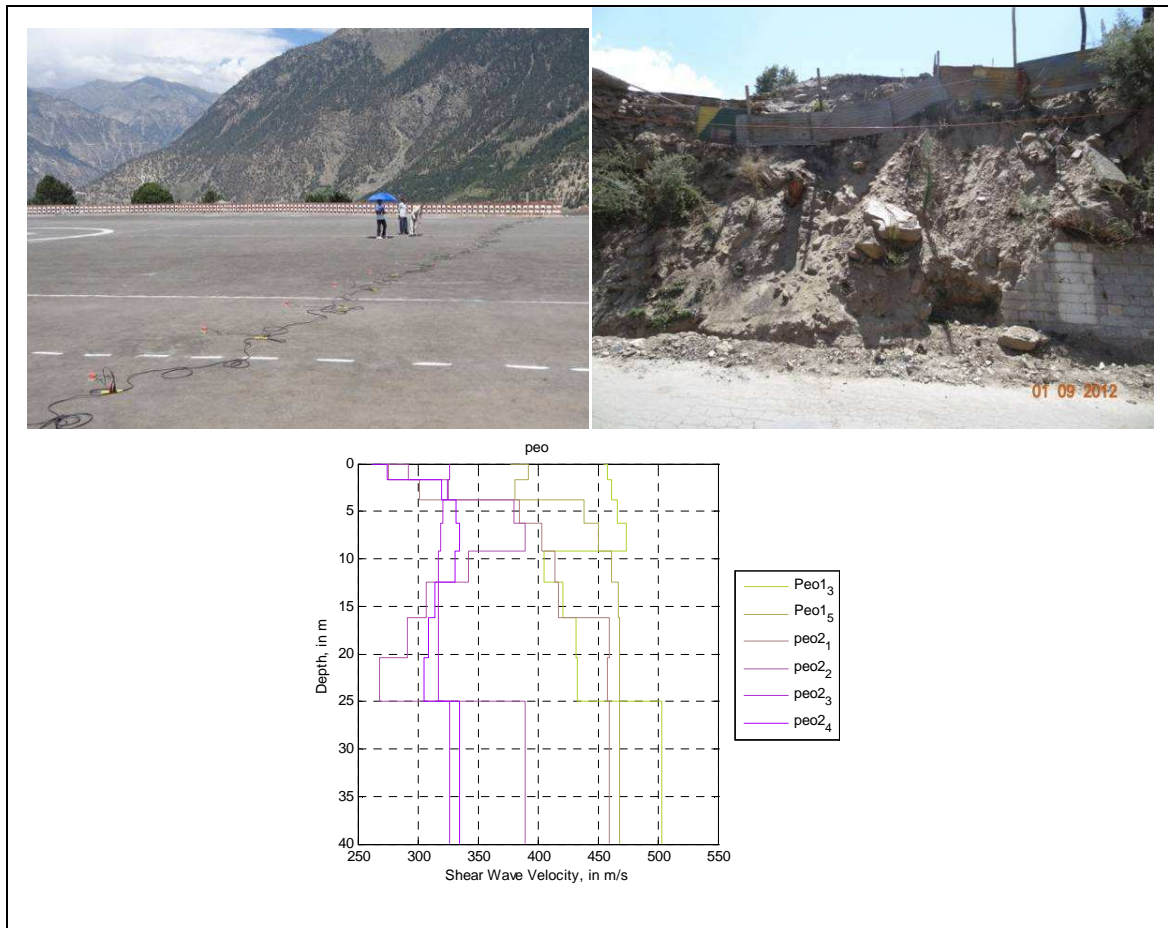 01 09 2012
peo
0
5
10
15
20
25
30
35
40
Depth, in m
250 300 350 400 450 500 550
Shear Wave Velocity, in m/s
Peo1₃
Peo1₅
peo2₁
peo2₂
peo2₃
peo2₄